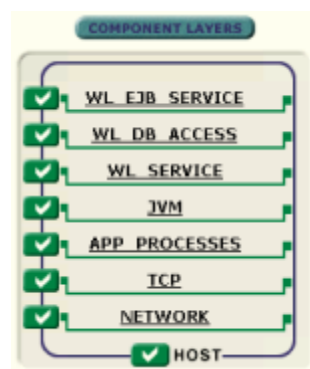 COMPONENT LAYERS
WL EJB SERVICE
WL DB ACCESS
WL SERVICE
JVM
APP PROCESSES
TCP
NETWORK
HOST